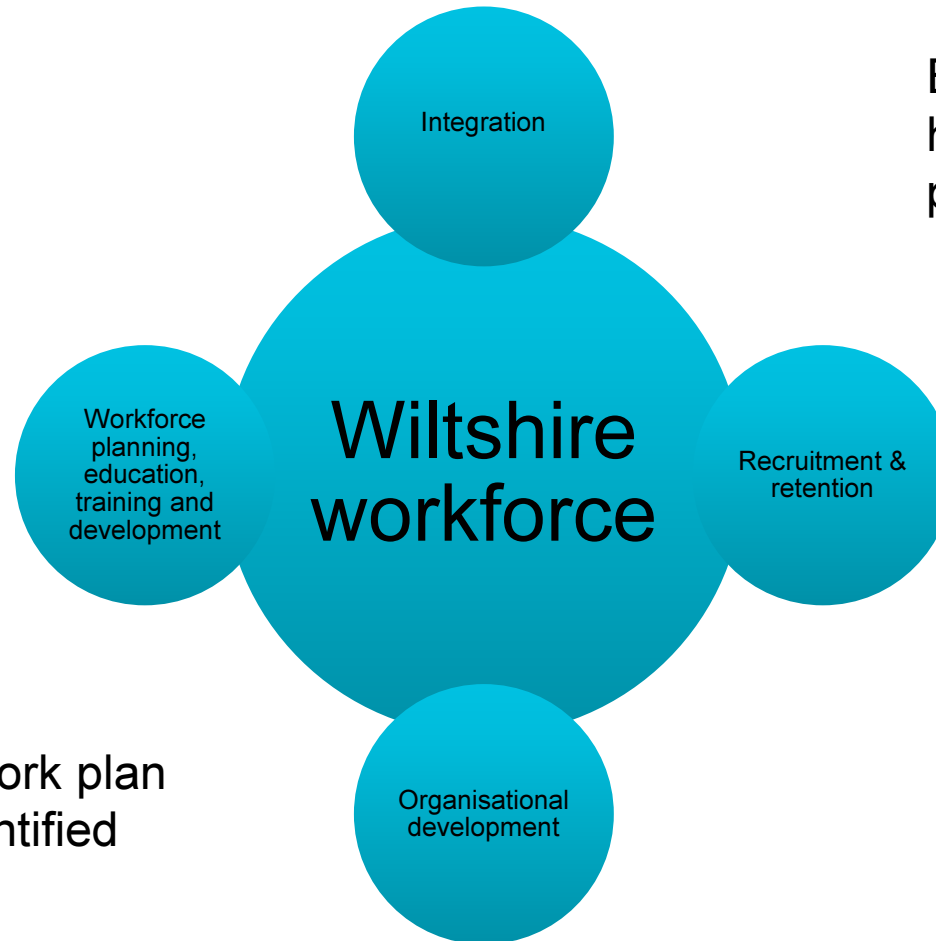 Integration
Workforce
planning,
education,
training and
development
Wiltshire
workforce
Recruitment &
retention
ork plan
ntified
Organisational
development